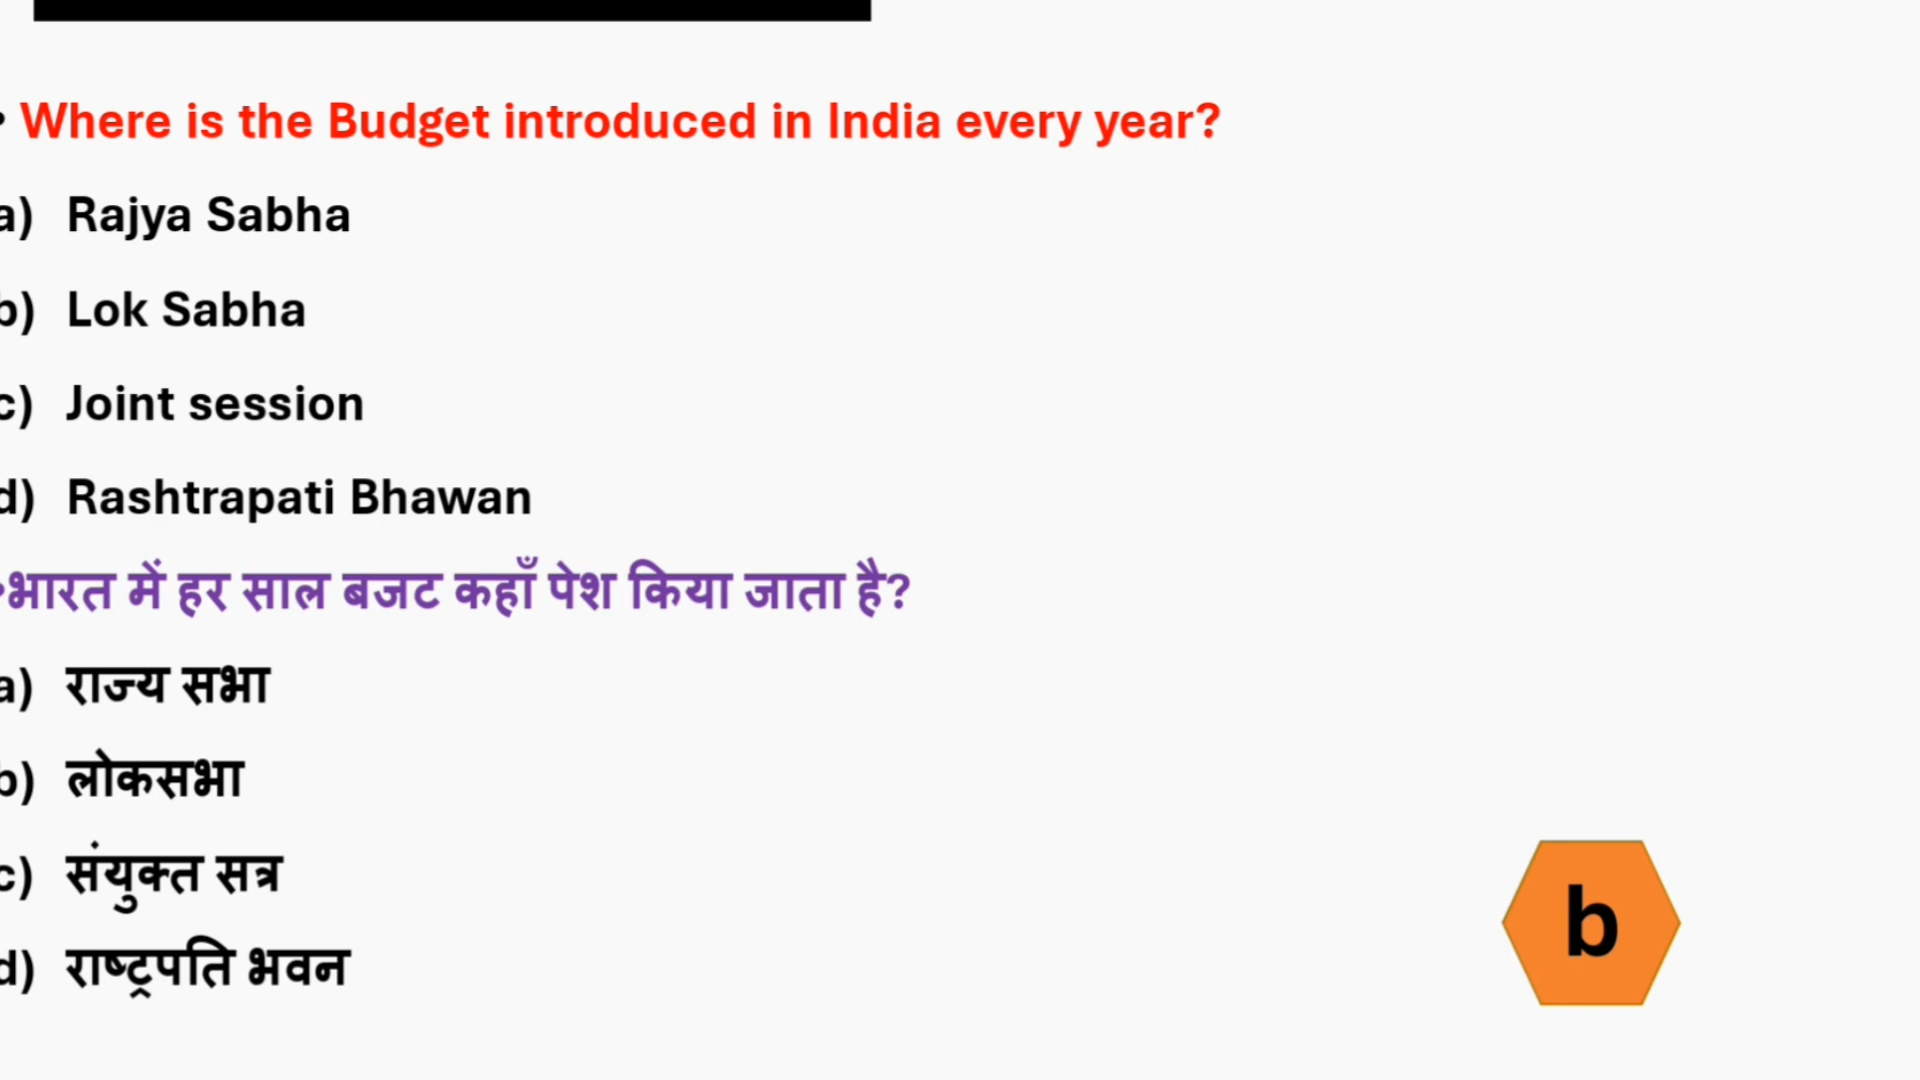 • Where is the Budget introduced in India every year?
a) Rajya Sabha
b) Lok Sabha
c) Joint session
d) Rashtrapati Bhawan
•भारत में हर साल बजट कहाँ पेश किया जाता है?
a) राज्य सभा
b) लोकसभा
c) संयुक्त सत्र
d) राष्ट्रपति भवन
b